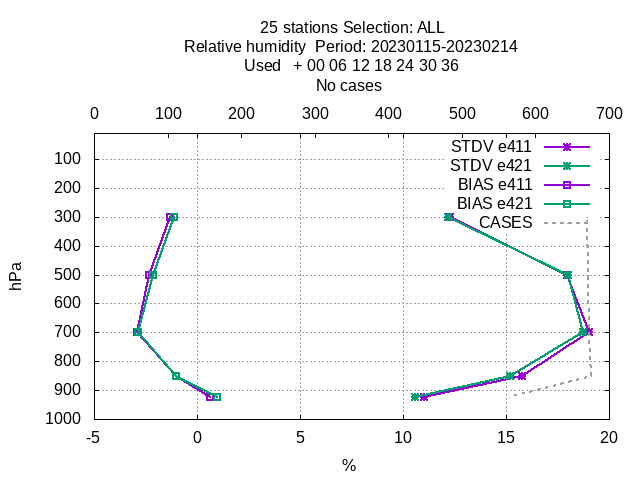 25 stations Selection: ALL
Relative humidity  Period: 20230115-20230214
Used   + 00 06 12 18 24 30 36
No cases
0 100 200 300 400 500 600 700
STDV e411
STDV e421
BIAS e411
BIAS e421
CASES
100
200
300
400
500
600
700
800
900
1000
hPa
-5 0 5 10 15 20
%